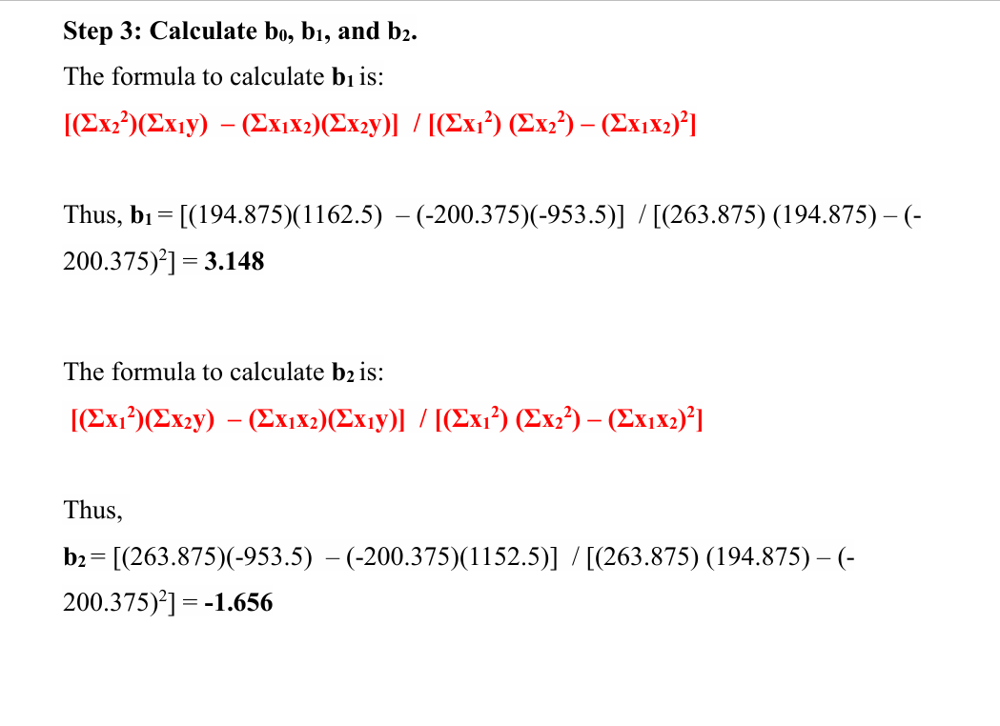 Step 3: Calculate b₀, b₁, and b₂.
The formula to calculate b₁ is:
[(Σx₂²)(Σx₁y)  – (Σx₁x₂)(Σx₂y)]  / [(Σx₁²) (Σx₂²) – (Σx₁x₂)²]
Thus, b₁ = [(194.875)(1162.5)  – (-200.375)(-953.5)]  / [(263.875) (194.875) – (-
200.375)²] = 3.148
The formula to calculate b₂ is:
[(Σx₁²)(Σx₂y)  – (Σx₁x₂)(Σx₁y)]  / [(Σx₁²) (Σx₂²) – (Σx₁x₂)²]
Thus,
b₂ = [(263.875)(-953.5)  – (-200.375)(1152.5)]  / [(263.875) (194.875) – (-
200.375)²] = -1.656